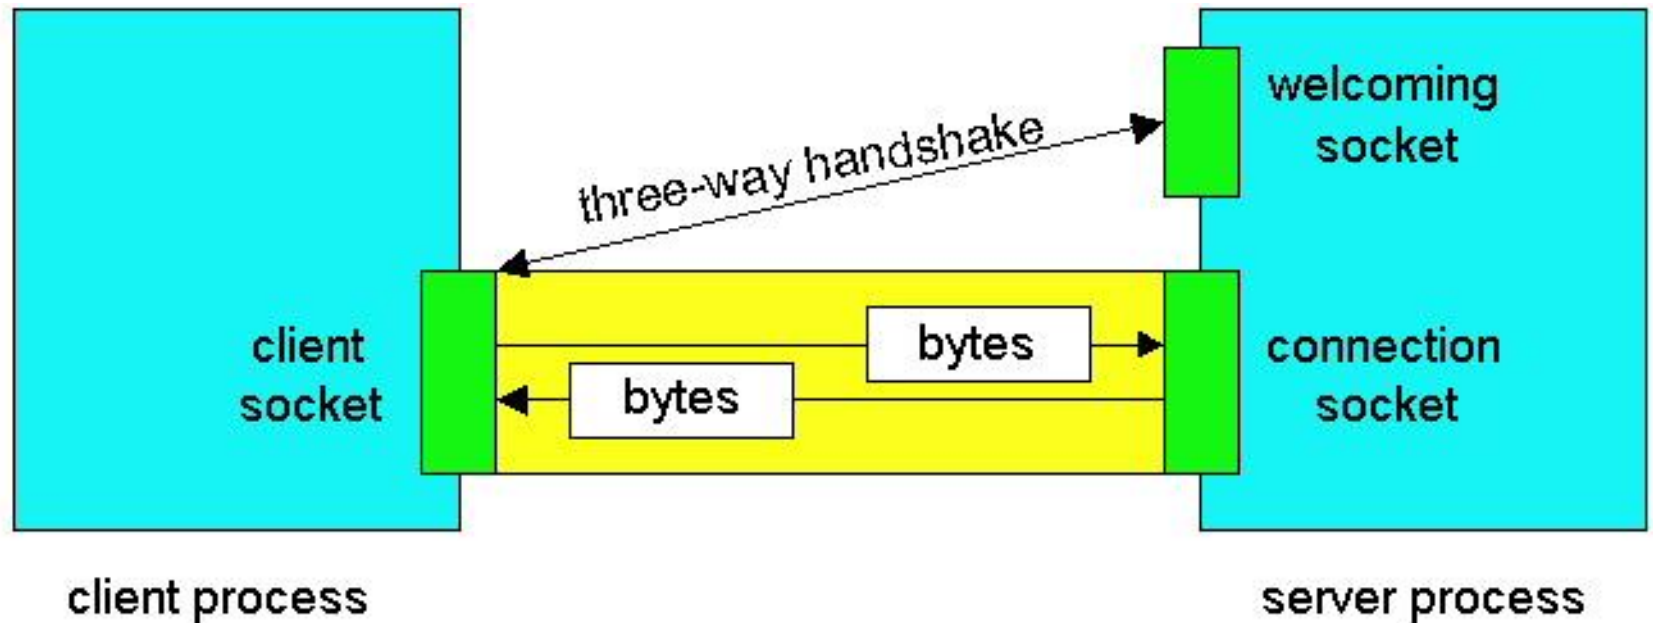 welcoming
socket
three-way handshake
client
socket
bytes
bytes
connection
socket
client process
server process